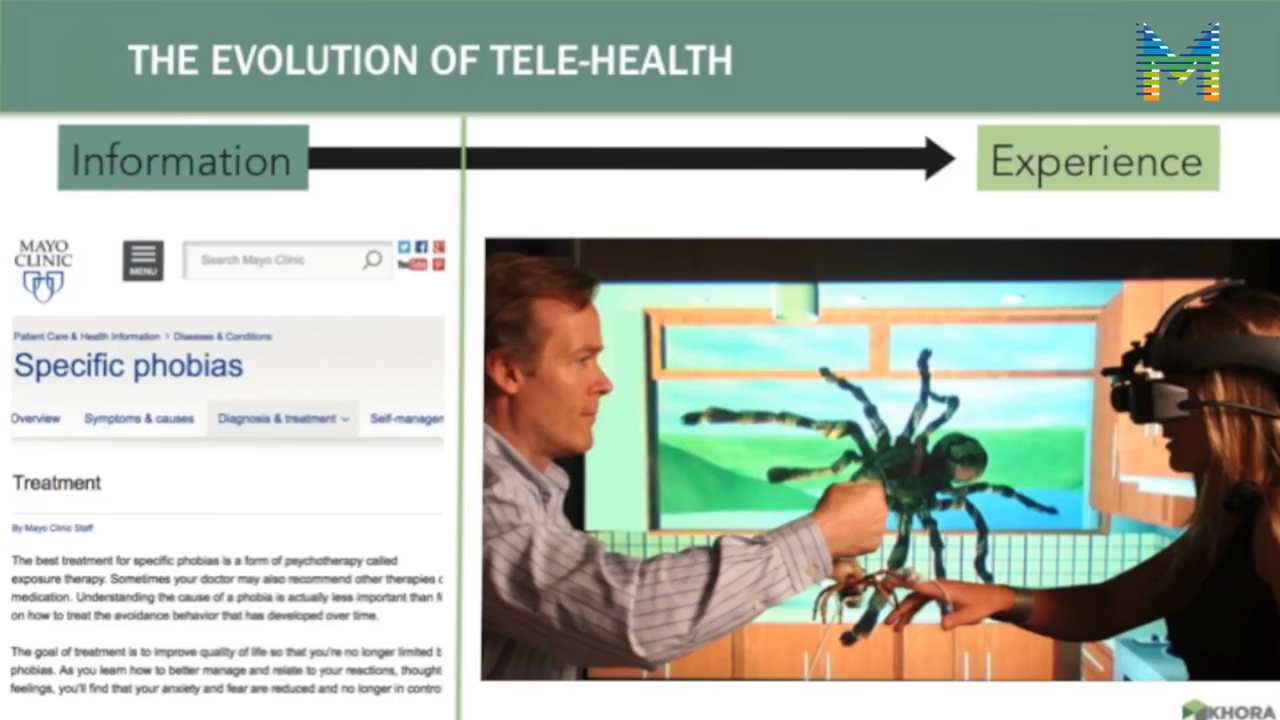 THE EVOLUTION OF TELE-HEALTH
M
Information
Experience
MAYO
CLINIC
MENU
Search Mayo Clinic
You Tube
Patient Care & Health Information > Diseases & Conditions
Specific phobias
Overview Symptoms & causes Diagnosis & treatment Self-manager
Treatment
By Mayo Clinic Staff
The best treatment for specific phobias is a form of psychotherapy called
exposure therapy. Sometimes your doctor may also recommend other therapies o
medication. Understanding the cause of a phobia is actually less important than
on how to treat the avoidance behavior that has developed over time.
The goal of treatment is to improve quality of life so that you're no longer limited b
phobias. As you learn how to better manage and relate to your reactions, thought
feelings, you'll find that your anxiety and fear are reduced and no longer in contro
KHORA